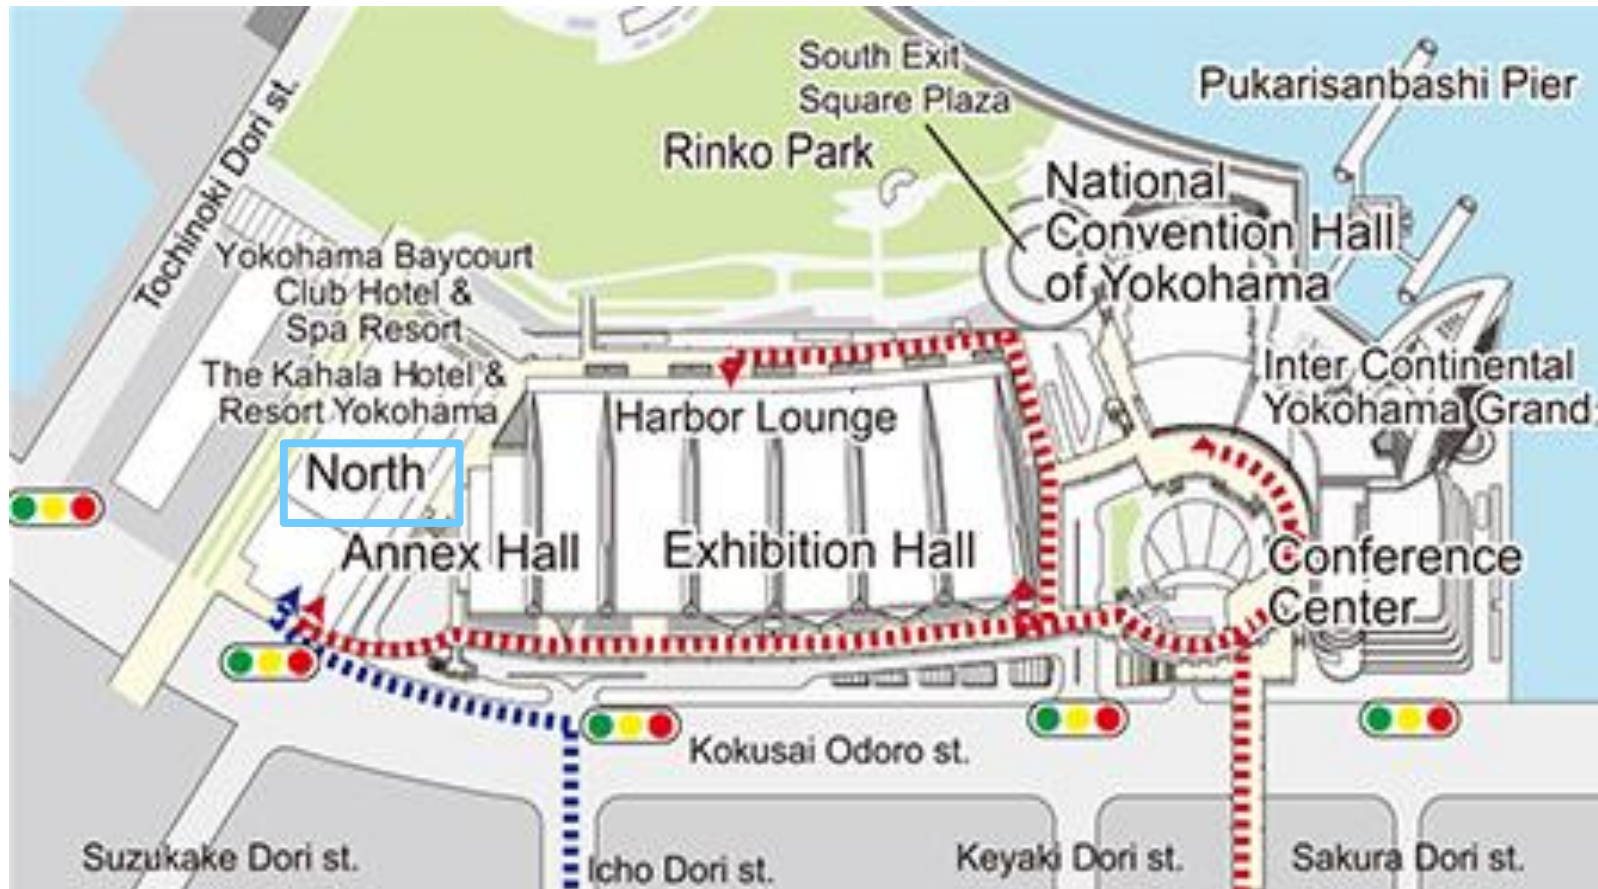 South Exit
Square Plaza
Pukarisanbashi Pier
Rinko Park
National
Convention Hall
of Yokohama
Tochinoki Dori st.
Yokohama Baycourt
Club Hotel &
Spa Resort
The Kahala Hotel &
Resort Yokohama
Harbor Lounge
Inter Continental
Yokohama Grand
North
Annex Hall
Exhibition Hall
Conference
Center
Kokusai Odoro st.
Suzukake Dori st.
Icho Dori st.
Keyaki Dori st.
Sakura Dori st.